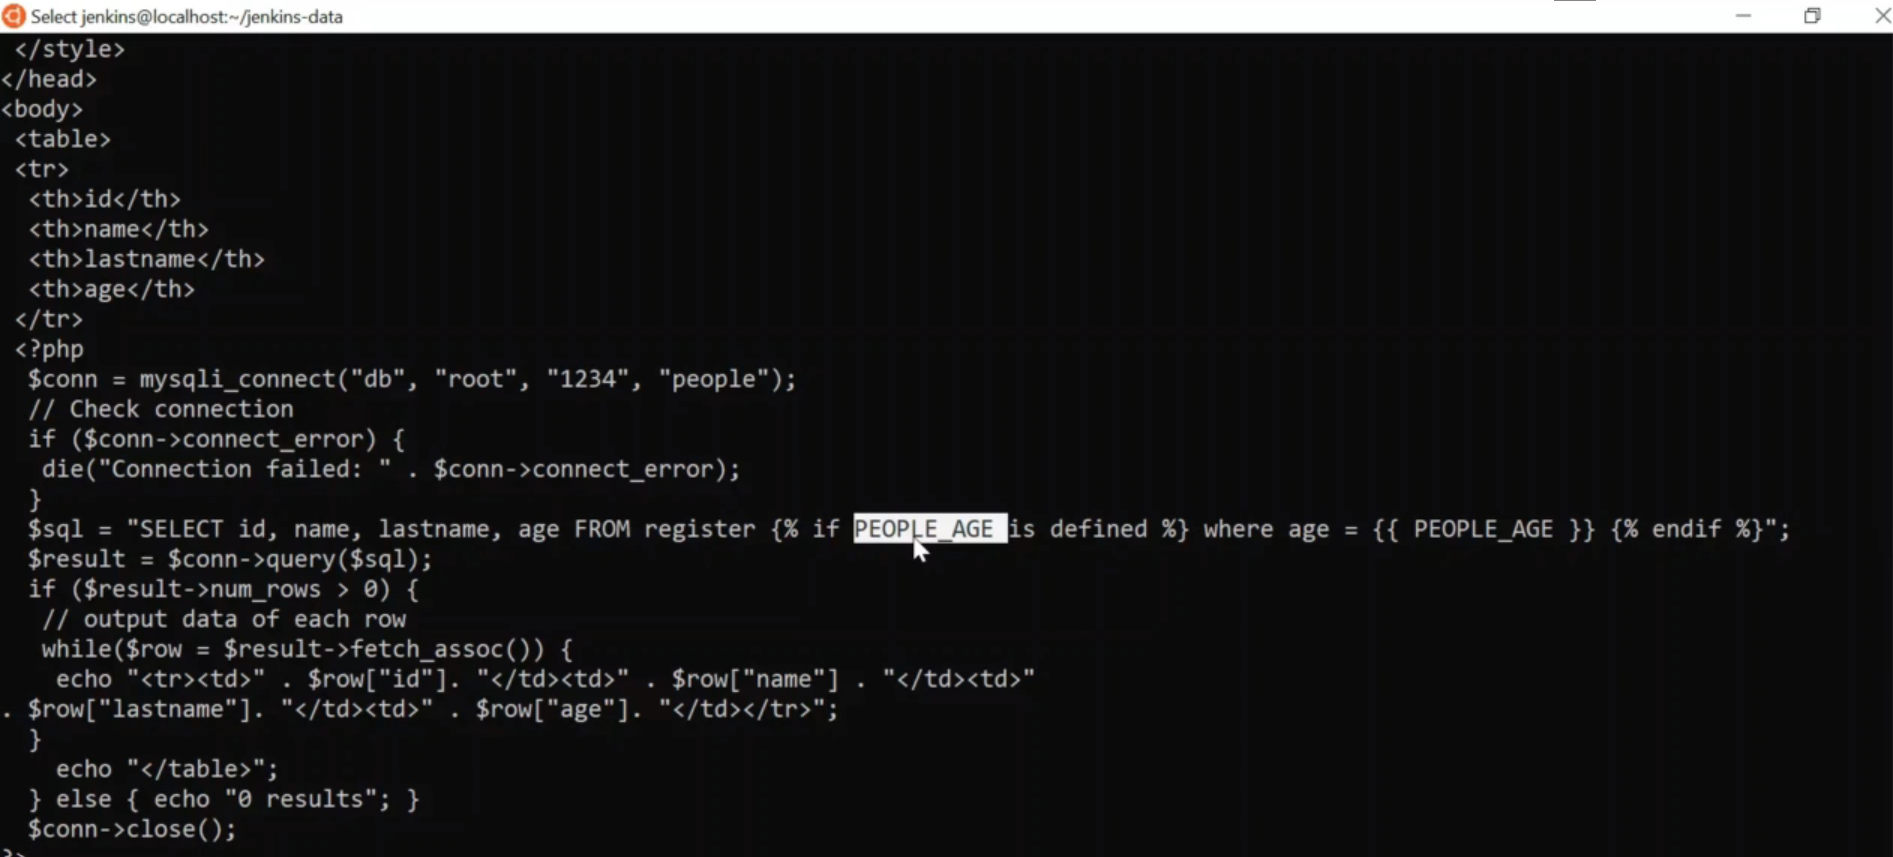 Select jenkins@localhost:~/jenkins-data
</style>
</head>
<body>
<table>
<tr>
<th>id</th>
<th>name</th>
<th>lastname</th>
<th>age</th>
</tr>
<?php
$conn = mysqli_connect("db", "root", "1234", "people");
// Check connection
if ($conn->connect_error) {
die("Connection failed: " . $conn->connect_error);
}
$sql = "SELECT id, name, lastname, age FROM register {% if PEOPLE_AGE is defined %} where age = {{ PEOPLE_AGE }} {% endif %}";
$result = $conn->query($sql);
if ($result->num_rows > 0) {
// output data of each row
while($row = $result->fetch_assoc()) {
echo "<tr><td>" . $row["id"]. "</td><td>" . $row["name"] . "</td><td>"
. $row["lastname"]. "</td><td>" . $row["age"]. "</td></tr>";
}
echo "</table>";
} else { echo "0 results"; }
$conn->close();
?>